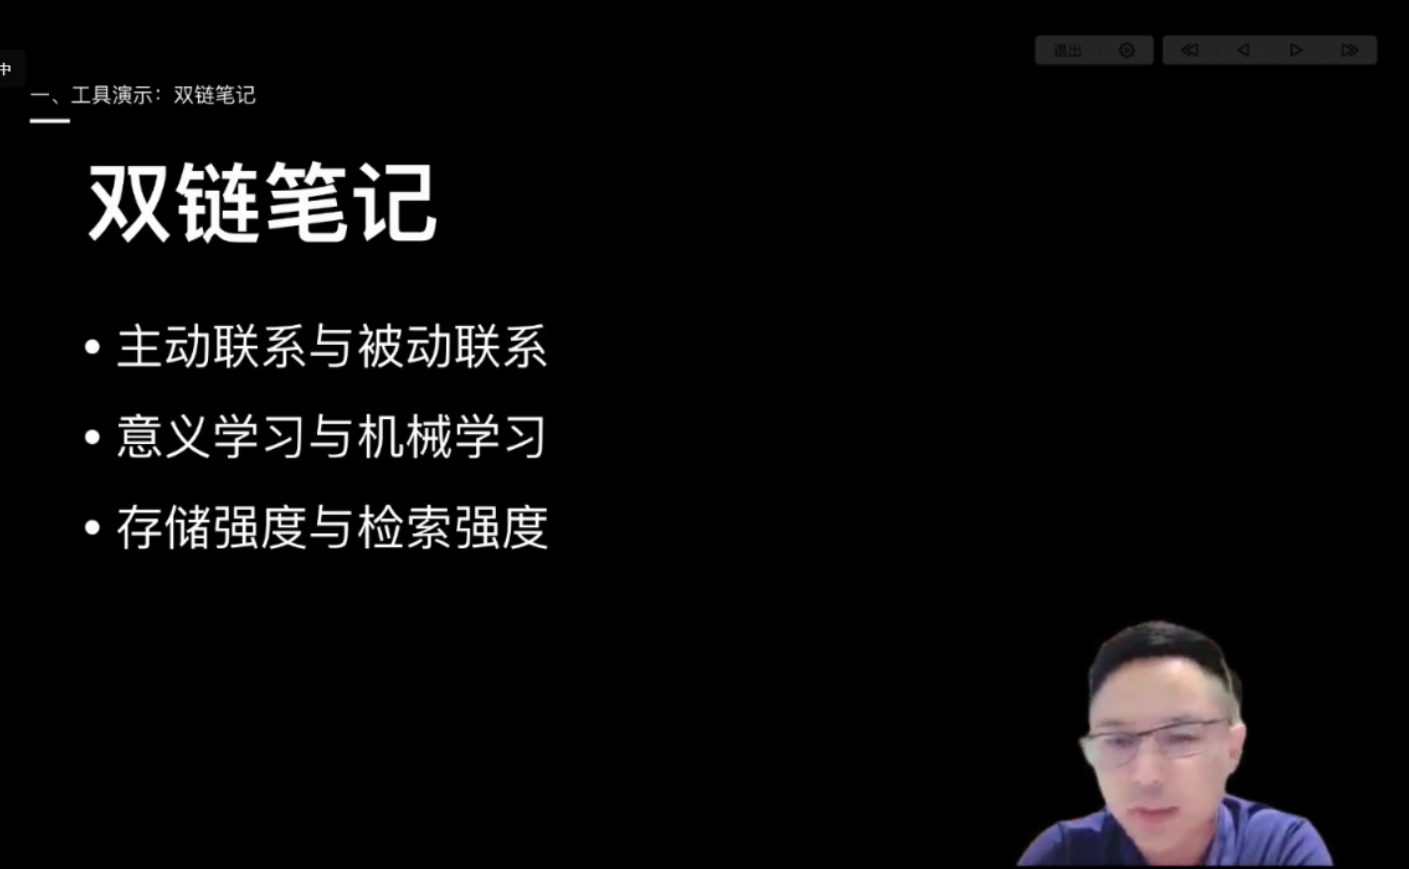 退出
中
一、工具演示：双链笔记
双链笔记
• 主动联系与被动联系
• 意义学习与机械学习
• 存储强度与检索强度